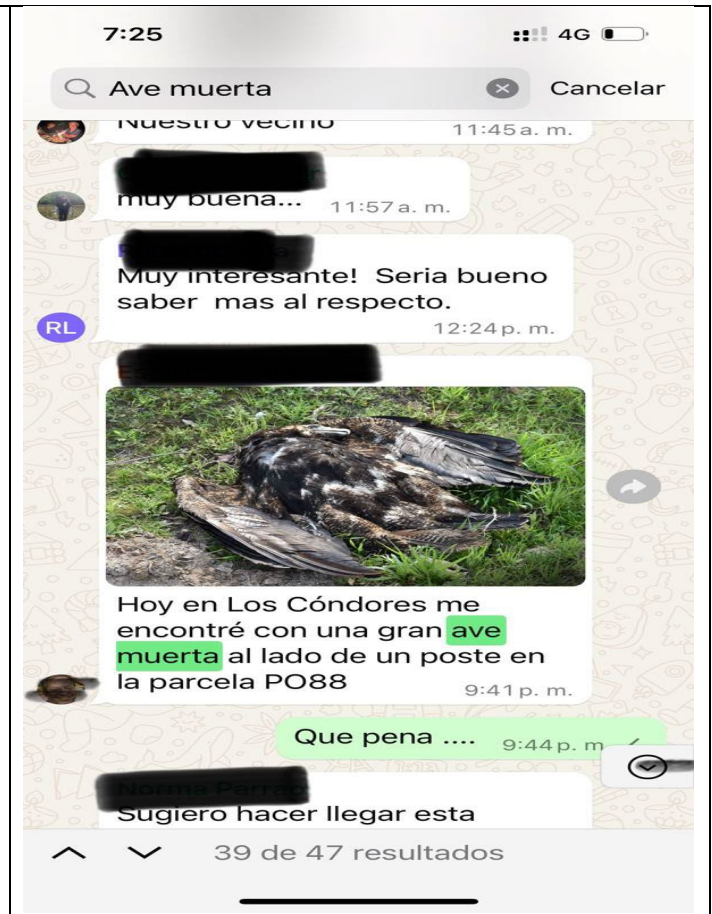 7:25 4G
Ave muerta Cancelar
Nuestro vecino
11:45 a. m.
muy buena... 11:57 a. m.
Muy interesante! Seria bueno
saber mas al respecto.
RL 12:24 p. m.
Hoy en Los Cóndores me
encontré con una gran ave
muerta al lado de un poste en
la parcela PO88 9:41 p. m.
Que pena .... 9:44 p. m
Sugiero hacer llegar esta
39 de 47 resultados